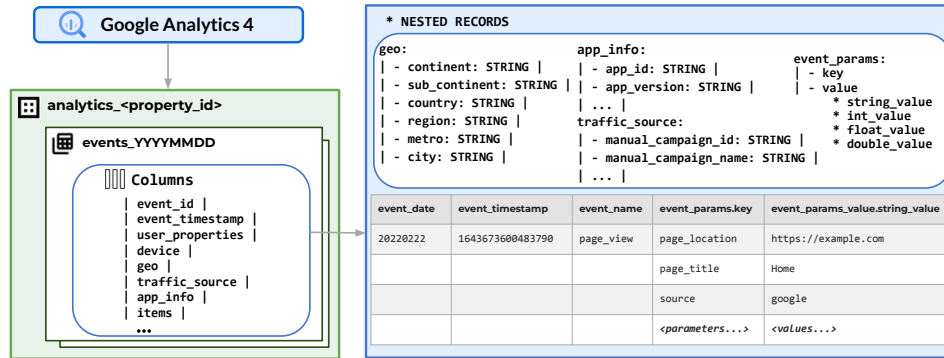 Google Analytics 4
analytics_<property_id>
events_YYYYMMDD
Columns
| event_id |
| event_timestamp |
| user_properties |
| device |
| geo |
| traffic_source |
| app_info |
| items |
...
* NESTED RECORDS
geo:
| - continent: STRING |
| - sub_continent: STRING |
| - country: STRING |
| - region: STRING |
| - metro: STRING |
| - city: STRING |
app_info:
| - app_id: STRING |
| - app_version: STRING |
| ... |
traffic_source:
| - manual_campaign_id: STRING |
| - manual_campaign_name: STRING |
| ... |
event_params:
| - key
| - value
* string_value
* int_value
* float_value
* double_value
event_date event_timestamp event_name event_params.key event_params_value.string_value
20220222 1643673600483790 page_view page_location https://example.com
page_title Home
source google
<parameters...> <values...>